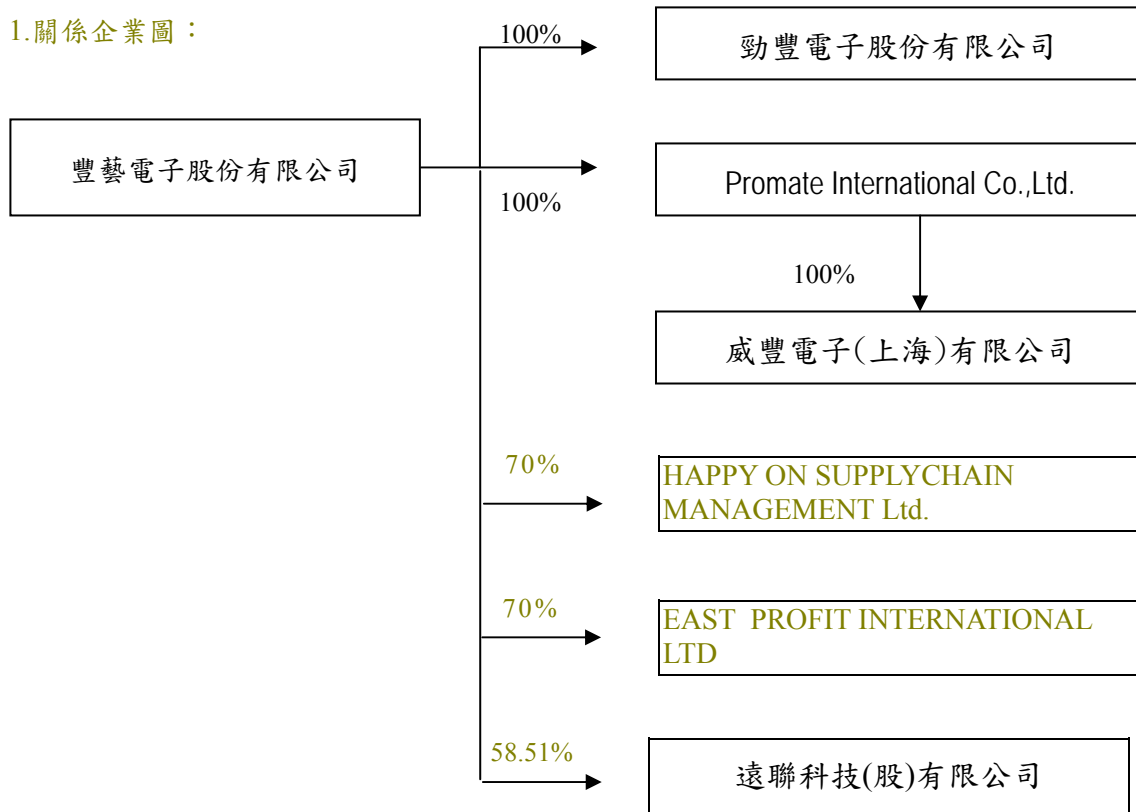 1.關係企業圖：
100%
勁豐電子股份有限公司
豐藝電子股份有限公司
100%
Promate International Co.,Ltd.
100%
威豐電子(上海)有限公司
70%
HAPPY ON SUPPLYCHAIN
MANAGEMENT Ltd.
70%
EAST PROFIT INTERNATIONAL
LTD
58.51%
遠聯科技(股)有限公司